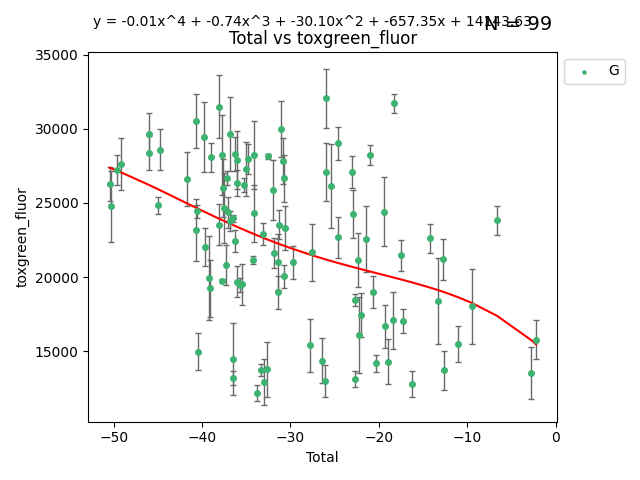 y = -0.01x^4 + -0.74x^3 + -30.10x^2 + -657.35x + 14143.63
N = 99
Total vs toxgreen_fluor
35000
30000
25000
20000
15000
toxgreen_fluor
G
−50 −40 −30 −20 −10 0
Total